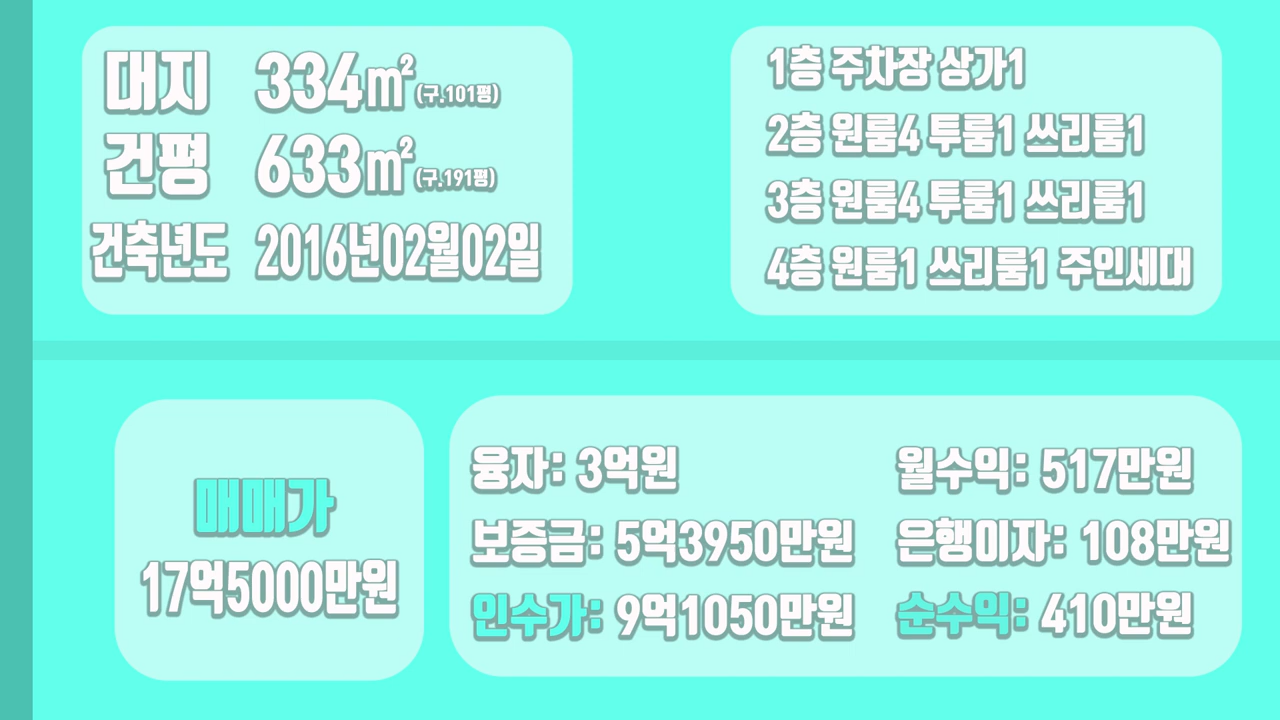 대지 334㎡(구.101평)
건평 633㎡(구.191평)
건축년도 2016년02월02일
1층 주차장 상가1
2층 원룸4 투룸1 쓰리룸1
3층 원룸4 투룸1 쓰리룸1
4층 원룸1 쓰리룸1 주인세대
매매가
17억5000만원
융자: 3억원
보증금: 5억3950만원
인수가: 9억1050만원
월수익: 517만원
은행이자: 108만원
순수익: 410만원